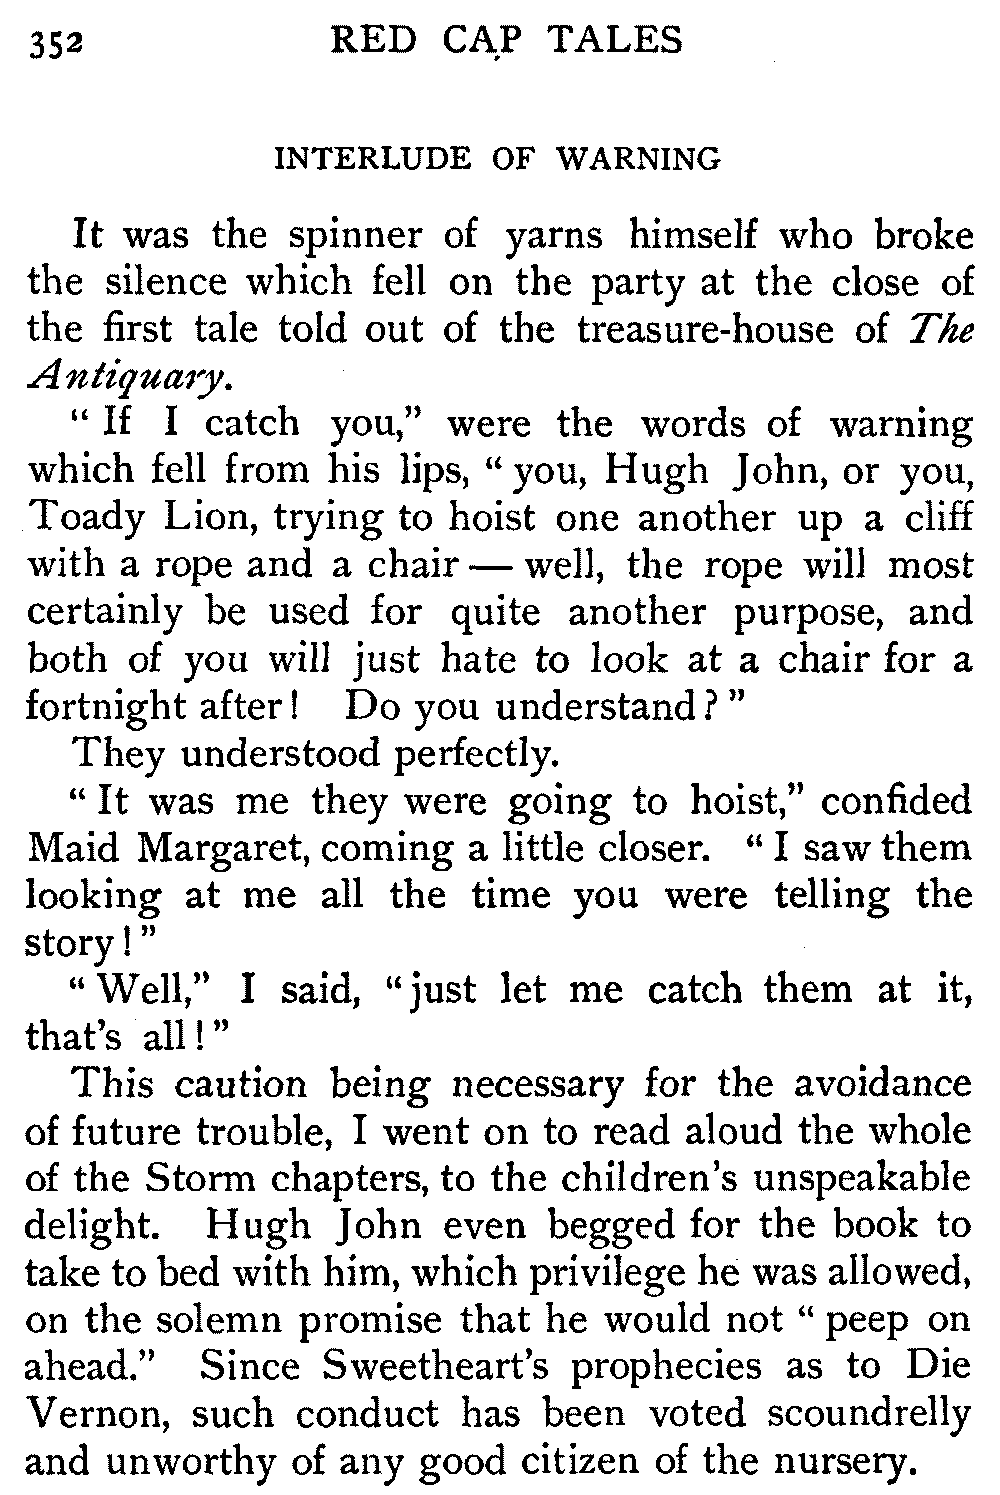 352 RED CAP TALES
INTERLUDE OF WARNING
It was the spinner of yarns himself who broke
the silence which fell on the party at the close of
the first tale told out of the treasure-house of The
Antiquary.
“ If I catch you,” were the words of warning
which fell from his lips, “ you, Hugh John, or you,
Toady Lion, trying to hoist one another up a cliff
with a rope and a chair — well, the rope will most
certainly be used for quite another purpose, and
both of you will just hate to look at a chair for a
fortnight after! Do you understand? ”
They understood perfectly.
“ It was me they were going to hoist,” confided
Maid Margaret, coming a little closer. “ I saw them
looking at me all the time you were telling the
story! ”
“ Well,” I said, “just let me catch them at it,
that's all! ”
This caution being necessary for the avoidance
of future trouble, I went on to read aloud the whole
of the Storm chapters, to the children's unspeakable
delight. Hugh John even begged for the book to
take to bed with him, which privilege he was allowed,
on the solemn promise that he would not “ peep on
ahead.” Since Sweetheart's prophecies as to Die
Vernon, such conduct has been voted scoundrelly
and unworthy of any good citizen of the nursery.